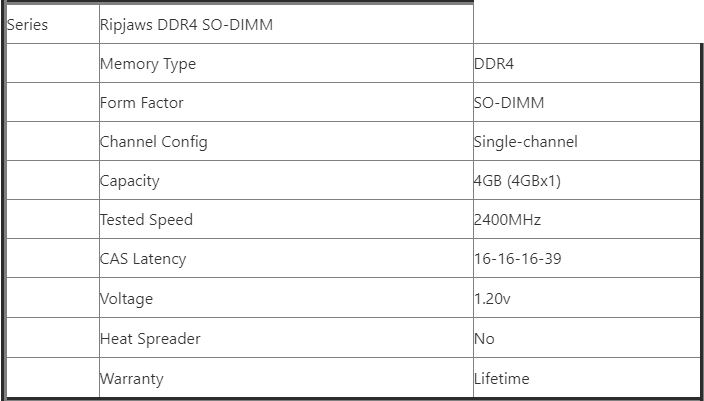 Series Ripjaws DDR4 SO-DIMM
Memory Type DDR4
Form Factor SO-DIMM
Channel Config Single-channel
Capacity 4GB (4GBx1)
Tested Speed 2400MHz
CAS Latency 16-16-16-39
Voltage 1.20v
Heat Spreader No
Warranty Lifetime